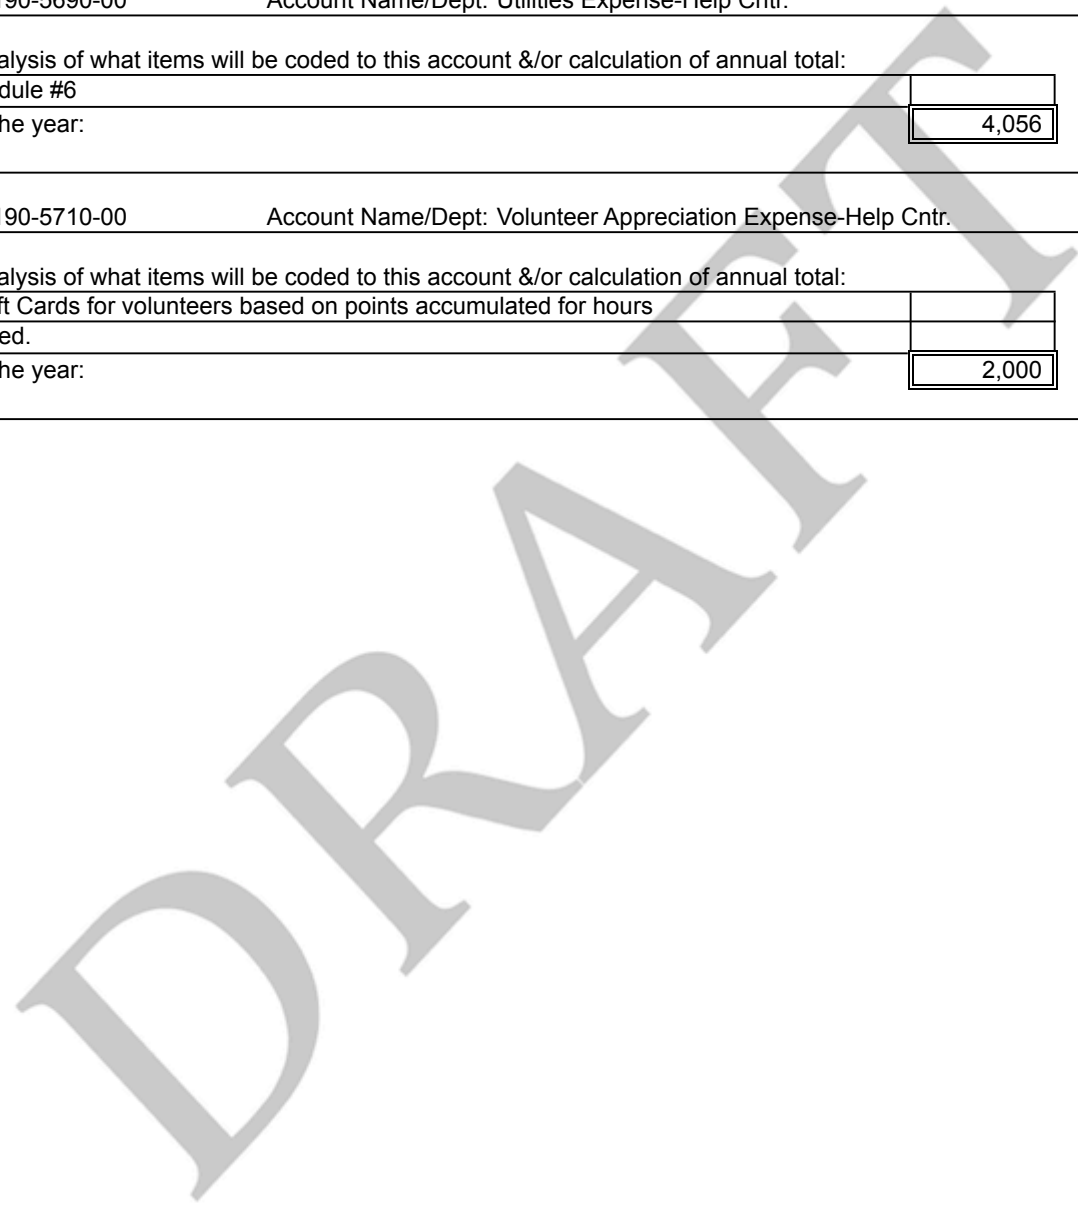 190-5690-00 Account Name/Dept: Utilities Expense-Help Cntr.
alysis of what items will be coded to this account &/or calculation of annual total:
dule #6
he year: 4,056
190-5710-00 Account Name/Dept: Volunteer Appreciation Expense-Help Cntr.
alysis of what items will be coded to this account &/or calculation of annual total:
ft Cards for volunteers based on points accumulated for hours
ed.
he year: 2,000
DRAFT